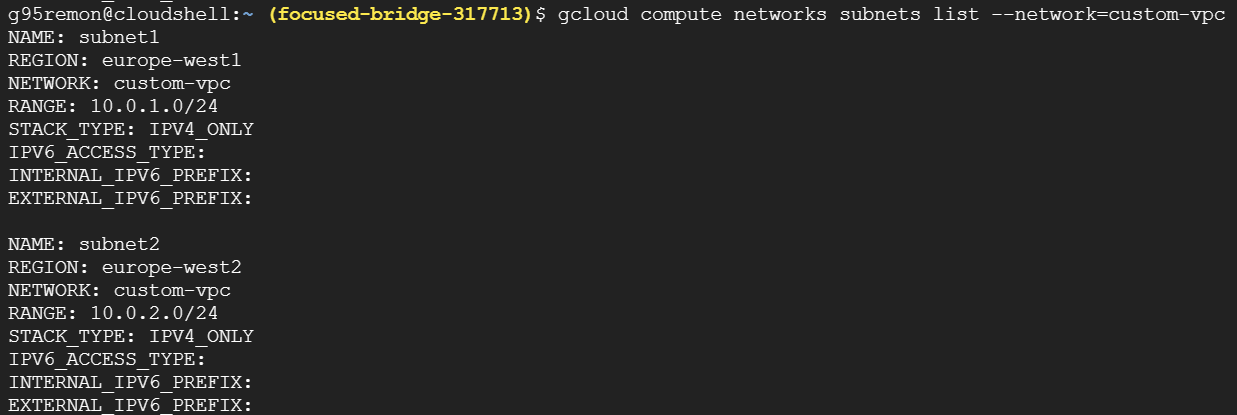 g95remon@cloudshell:~ (focused-bridge-317713)$ gcloud compute networks subnets list --network=custom-vpc
NAME: subnet1
REGION: europe-west1
NETWORK: custom-vpc
RANGE: 10.0.1.0/24
STACK_TYPE: IPV4_ONLY
IPV6_ACCESS_TYPE:
INTERNAL_IPV6_PREFIX:
EXTERNAL_IPV6_PREFIX:

NAME: subnet2
REGION: europe-west2
NETWORK: custom-vpc
RANGE: 10.0.2.0/24
STACK_TYPE: IPV4_ONLY
IPV6_ACCESS_TYPE:
INTERNAL_IPV6_PREFIX:
EXTERNAL_IPV6_PREFIX: